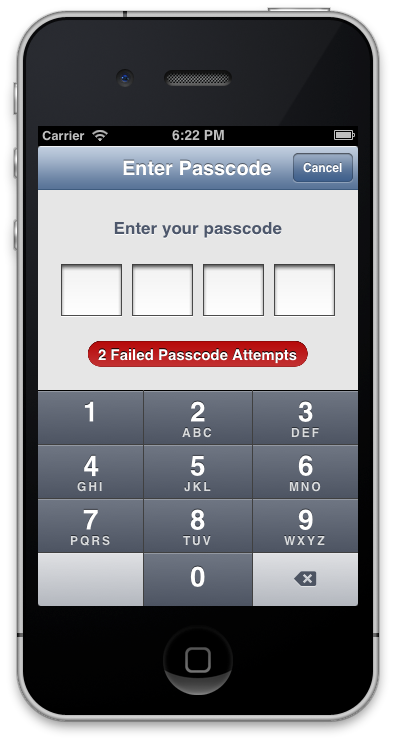 Carrier 6:22 PM
Enter Passcode Cancel
Enter your passcode
2 Failed Passcode Attempts
1 2 3
ABC DEF
4 5 6
GHI JKL MNO
7 8 9
PQRS TUV WXYZ
0